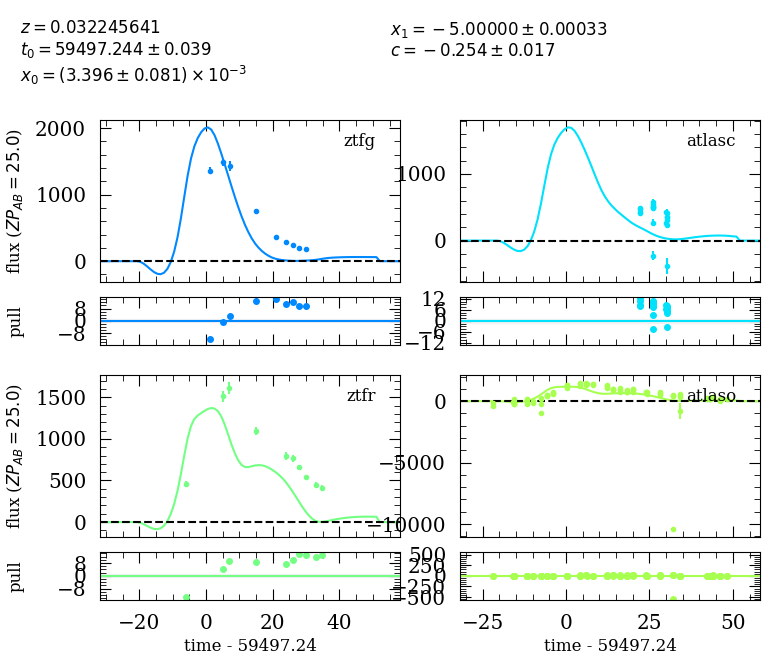 z = 0.032245641
t₀ = 59497.244 ± 0.039
x₀ = (3.396 ± 0.081) × 10⁻³
x₁ = −5.00000 ± 0.00033
c = −0.254 ± 0.017
flux (ZP_AB = 25.0)
2000
1000
0
ztfg
1000
0
atlasc
pull
8
0
−8
12
6
0
−6
−12
flux (ZP_AB = 25.0)
1500
1000
500
0
ztfr
0
−5000
−10000
atlaso
pull
8
0
−8
500
250
0
−250
−500
−20 0 20 40
time - 59497.24
−25 0 25 50
time - 59497.24